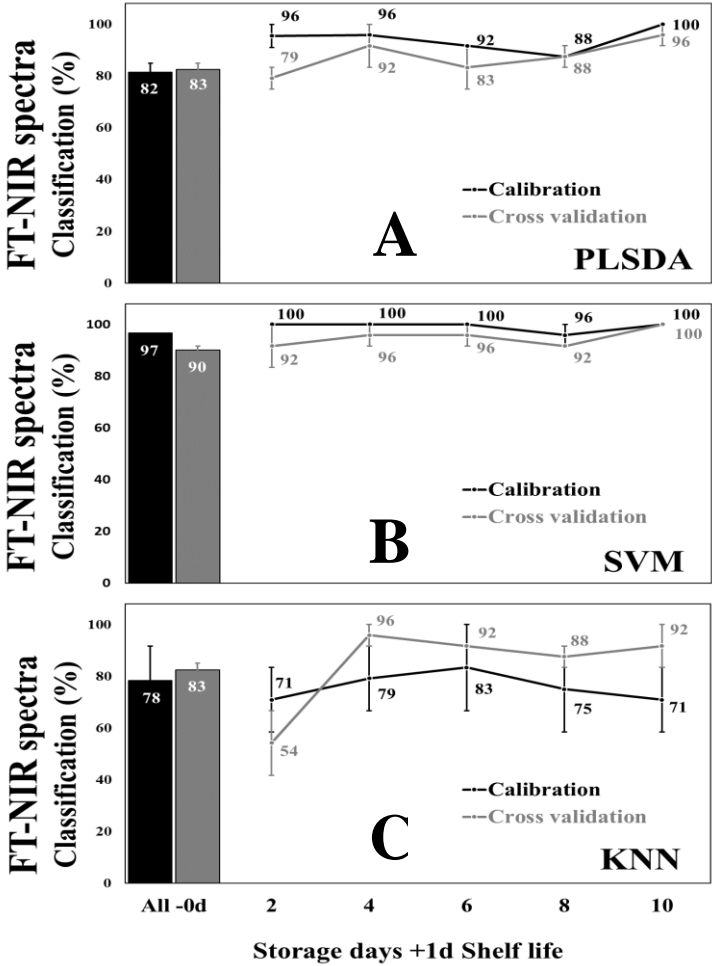 FT-NIR spectra
Classification (%)
100
80
60
40
20
0
82
83
96
96
92
88
100
79
92
83
88
96
Calibration
Cross validation
A
PLSDA
FT-NIR spectra
Classification (%)
100
80
60
40
20
0
97
90
100
100
100
96
100
92
96
96
92
100
Calibration
Cross validation
B
SVM
FT-NIR spectra
Classification (%)
100
80
60
40
20
0
78
83
71
79
83
75
71
54
96
92
88
92
Calibration
Cross validation
C
KNN
All -0d 2 4 6 8 10
Storage days +1d Shelf life